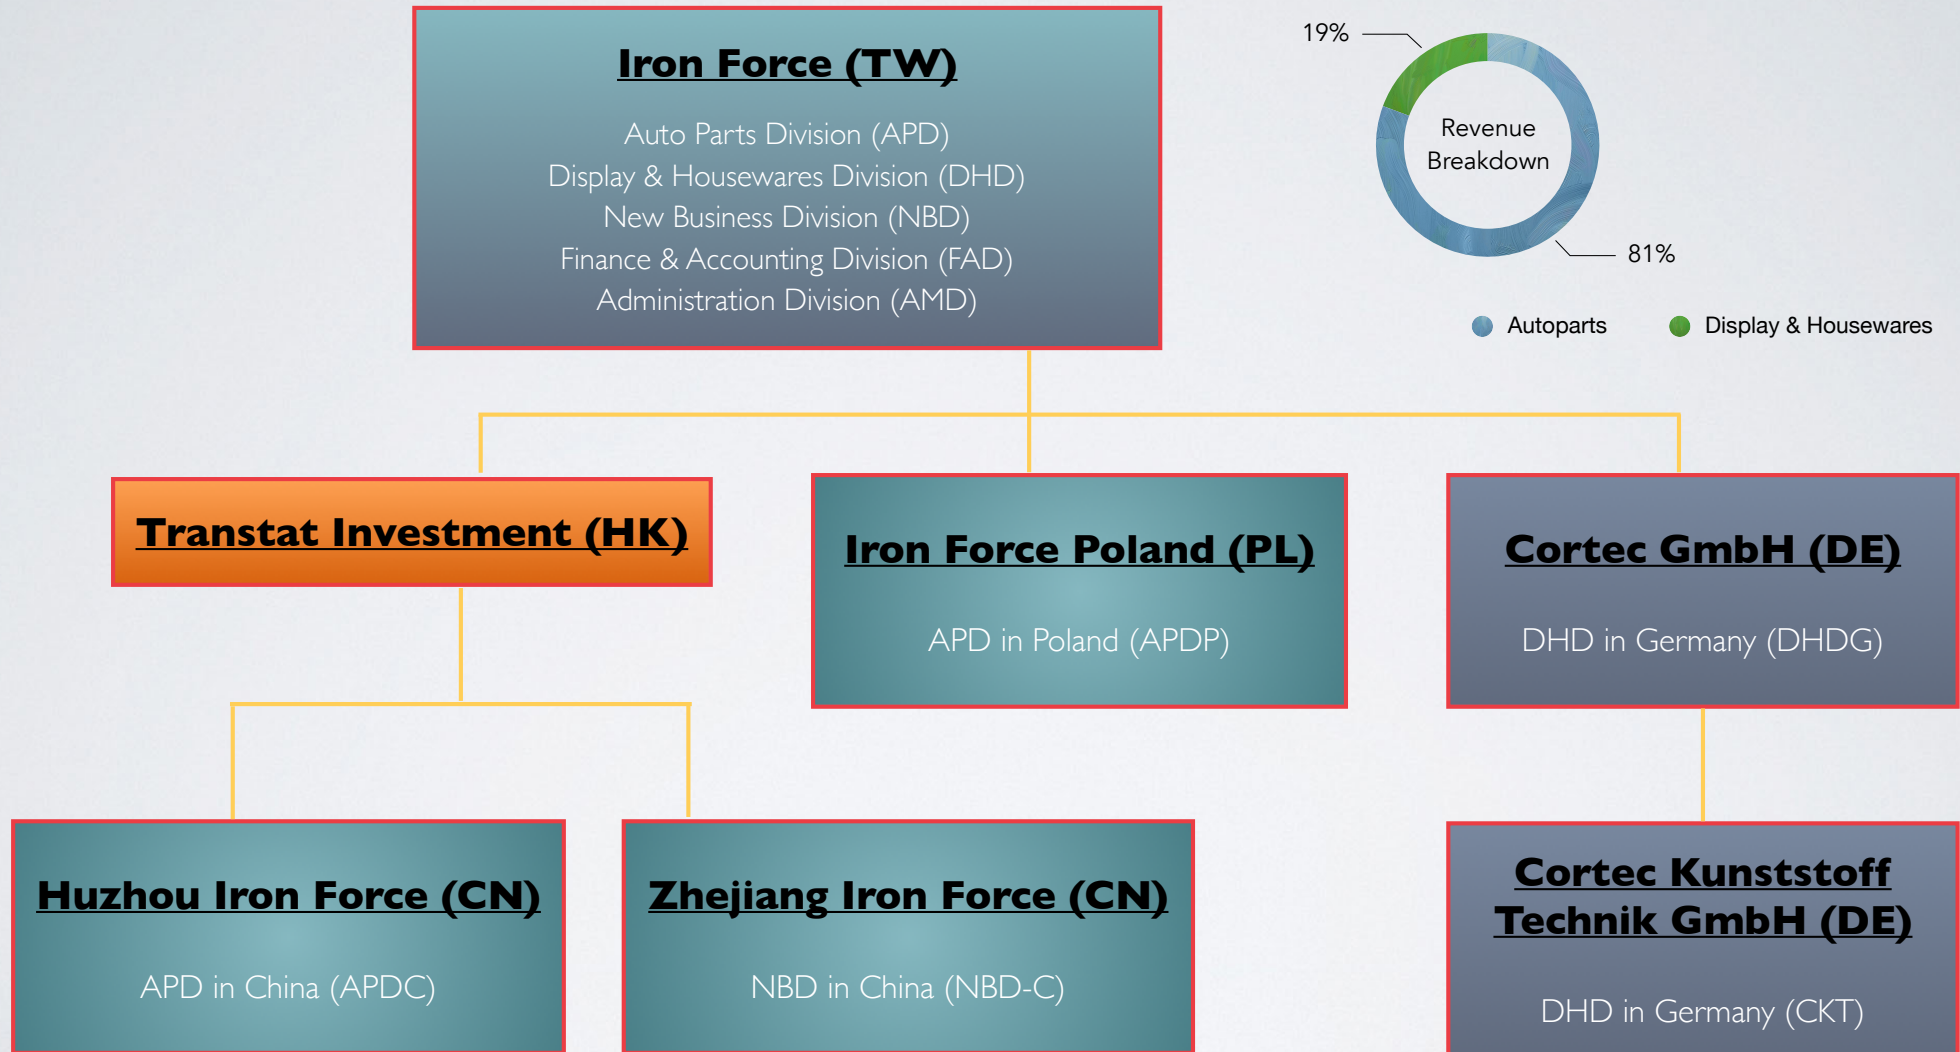 Iron Force (TW)
Auto Parts Division (APD)
Display & Housewares Division (DHD)
New Business Division (NBD)
Finance & Accounting Division (FAD)
Administration Division (AMD)
19%
Revenue
Breakdown
81%
Autoparts
Display & Housewares
Transtat Investment (HK)
Iron Force Poland (PL)
APD in Poland (APDP)
Cortec GmbH (DE)
DHD in Germany (DHDG)
Huzhou Iron Force (CN)
APD in China (APDC)
Zhejiang Iron Force (CN)
NBD in China (NBD-C)
Cortec Kunststoff
Technik GmbH (DE)
DHD in Germany (CKT)